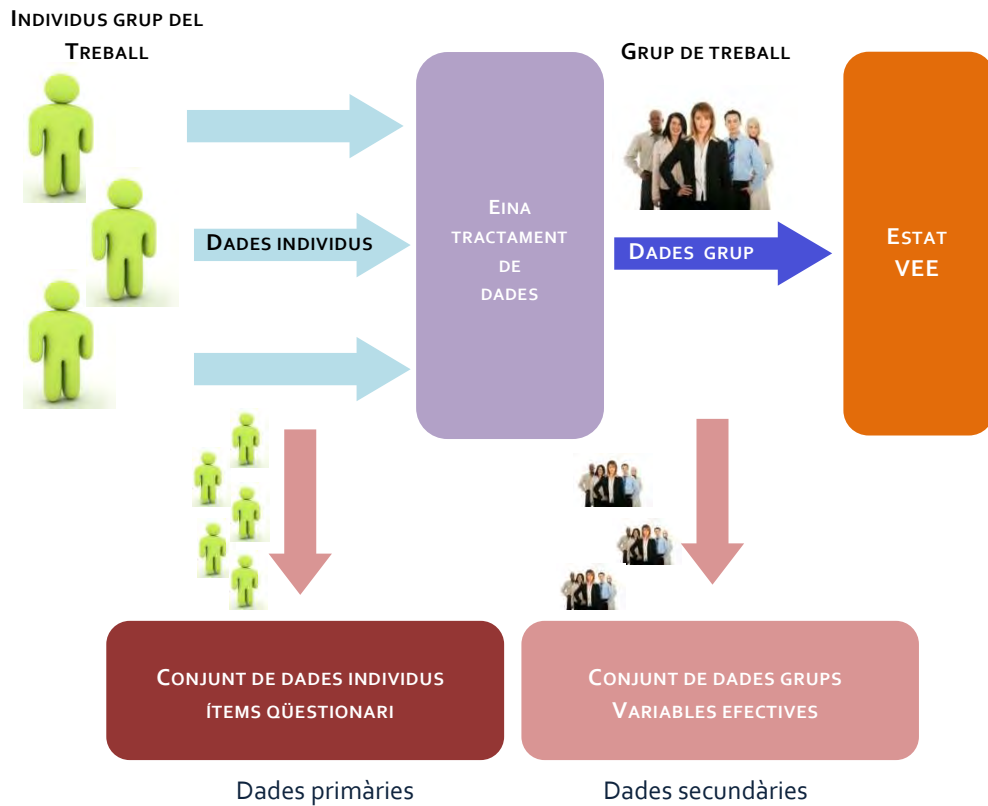 INDIVIDUS GRUP DEL
TREBALL
GRUP DE TREBALL
DADES INDIVIDUS
EINA
TRACTAMENT
DE
DADES
DADES GRUP
ESTAT
VEE
CONJUNT DE DADES INDIVIDUS
ÍTEMS QÜESTIONARI
CONJUNT DE DADES GRUPS
VARIABLES EFECTIVES
Dades primàries
Dades secundàries